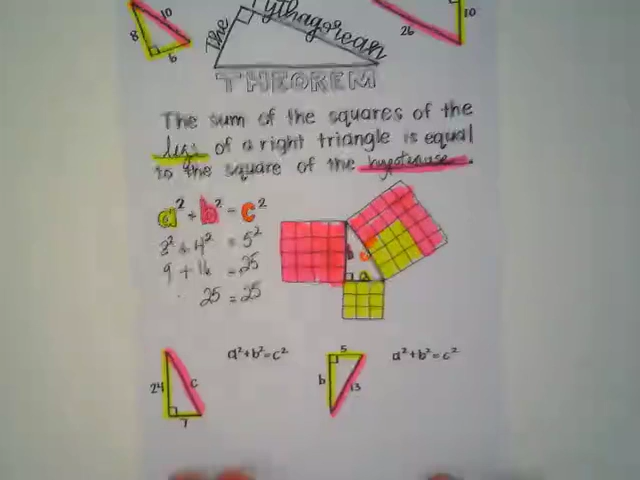 10
8
6
The Pythagorean
26
10
THEOREM
The sum of the squares of the
legs of a right triangle is equal
to the square of the hypotenuse.
a² + b² = c²
3² + 4² = 5²
9 + 16 = 25
25 = 25
b
c
a
a²+b²=c²
24
c
7
5
a²+b²=c²
b
13